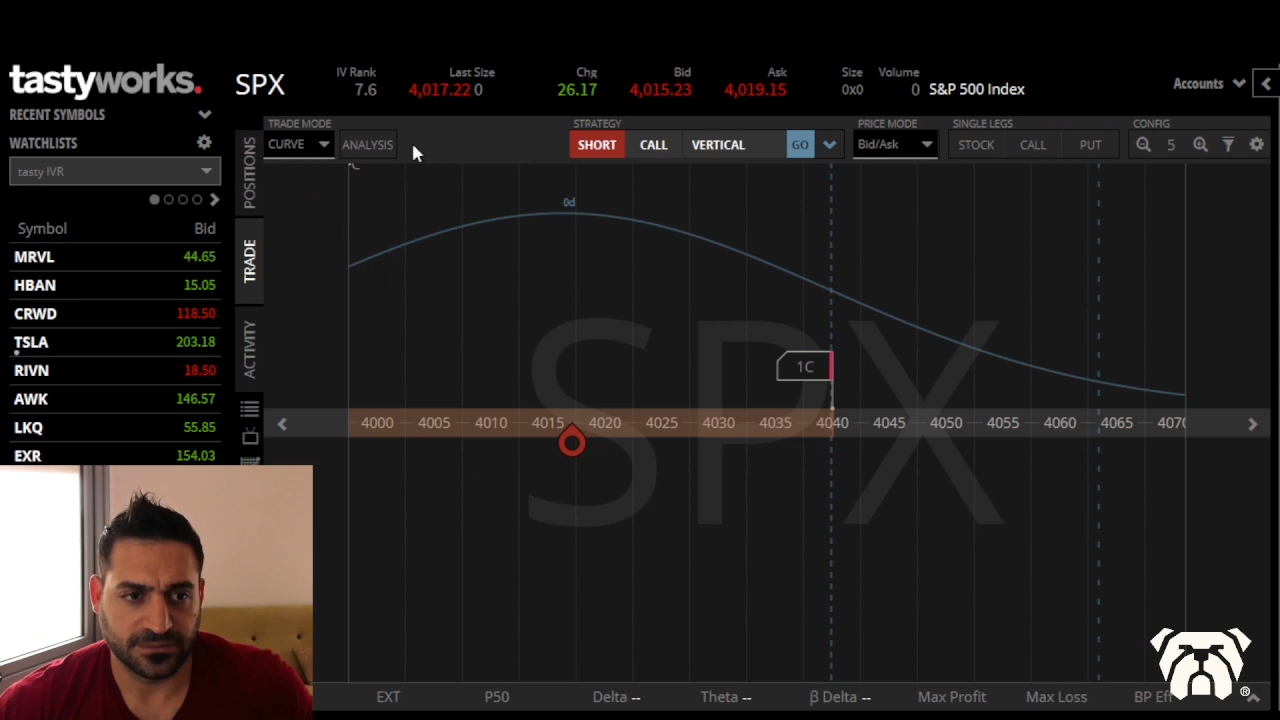 tastyworks.
SPX
IV Rank
7.6
Last Size
4,017.22 0
Chg
26.17
Bid
4,015.23
Ask
4,019.15
Size
0x0
Volume
0
S&P 500 Index
Accounts
RECENT SYMBOLS
WATCHLISTS
tasty IVR
Symbol Bid
MRVL 44.65
HBAN 15.05
CRWD 118.50
TSLA 203.18
RIVN 18.50
AWK 146.57
LKQ 55.85
EXR 154.03
POSITIONS
TRADE
ACTIVITY
TRADE MODE
CURVE
ANALYSIS
STRATEGY
SHORT CALL VERTICAL GO
PRICE MODE
Bid/Ask
SINGLE LEGS
STOCK CALL PUT
CONFIG
5
0d
SPX
1C
4000 4005 4010 4015 4020 4025 4030 4035 4040 4045 4050 4055 4060 4065 4070
EXT P50 Delta -- Theta -- β Delta -- Max Profit Max Loss BP Eff
®